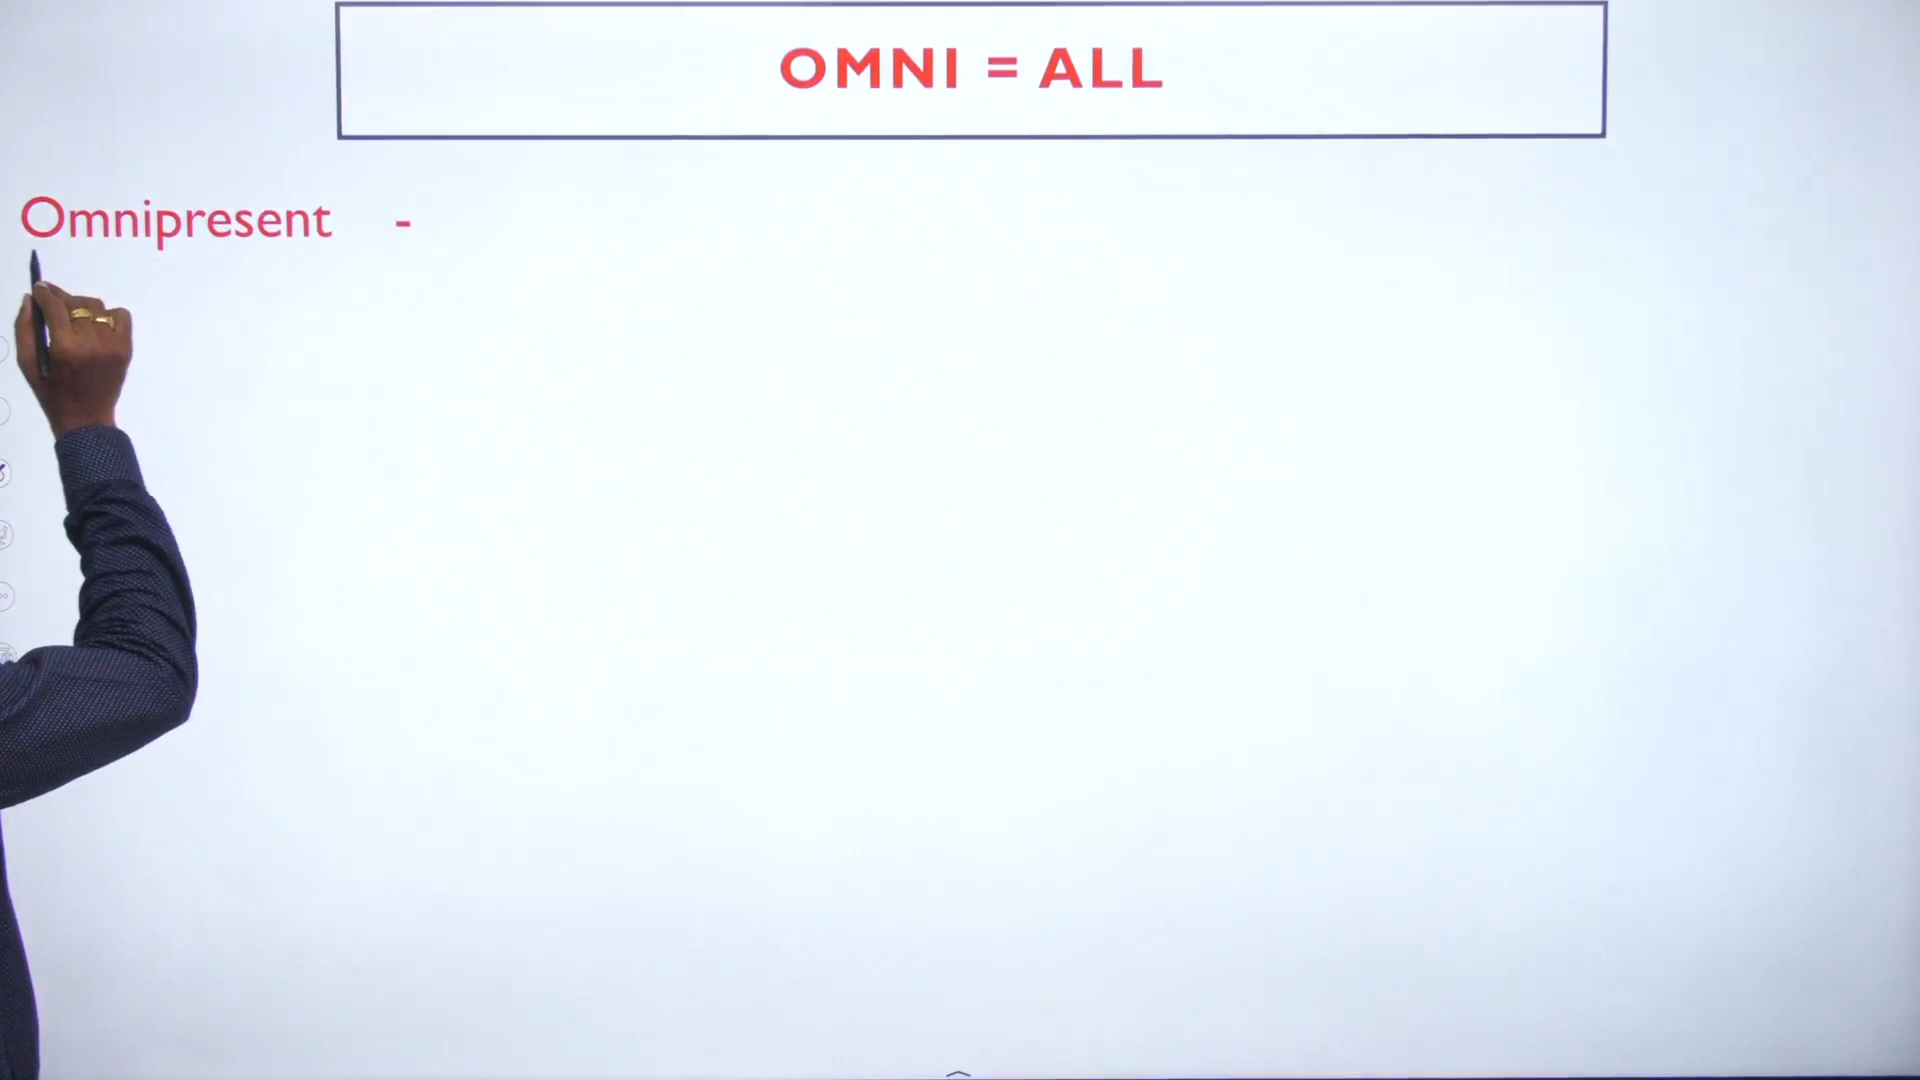 OMNI = ALL
Omnipresent -